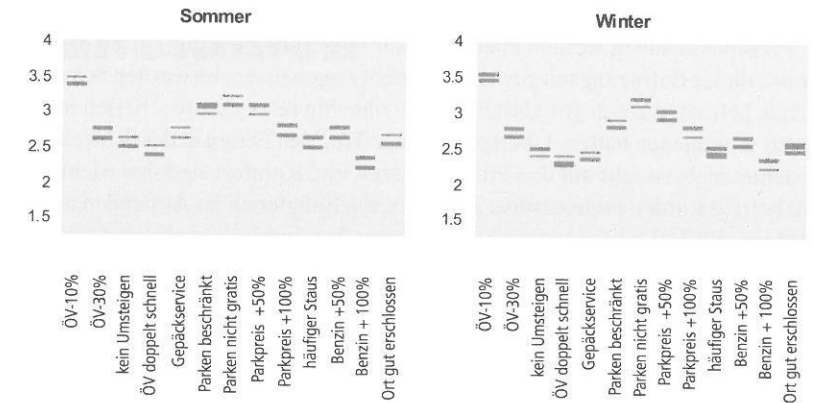 Sommer
4
3.5
3
2.5
2
1.5
ÖV-10%
ÖV-30%
kein Umsteigen
ÖV doppelt schnell
Gepäckservice
Parken beschränkt
Parken nicht gratis
Parkpreis +50%
Parkpreis +100%
häufiger Staus
Benzin +50%
Benzin + 100%
Ort gut erschlossen
Winter
4
3.5
3
2.5
2
1.5
ÖV-10%
ÖV-30%
kein Umsteigen
ÖV doppelt schnell
Gepäckservice
Parken beschränkt
Parken nicht gratis
Parkpreis +50%
Parkpreis +100%
häufiger Staus
Benzin +50%
Benzin + 100%
Ort gut erschlossen